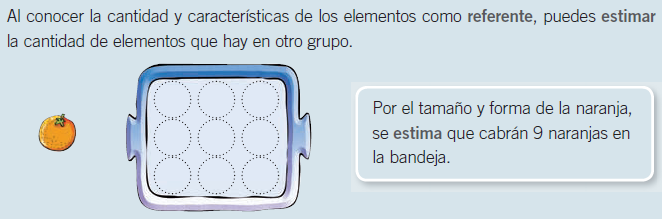 Al conocer la cantidad y características de los elementos como referente, puedes estimar
la cantidad de elementos que hay en otro grupo.
Por el tamaño y forma de la naranja,
se estima que cabrán 9 naranjas en
la bandeja.